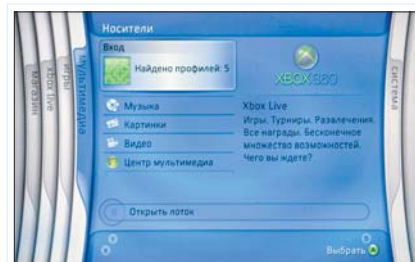 Носители
Вход
Найдено профилей: 5
XBOX 360
магазин
xbox live
игры
мультимедиа
система
Музыка
Картинки
Видео
Центр мультимедиа
Xbox Live
Игры. Турниры. Развлечения.
Все награды. Бесконечное
множество возможностей.
Чего вы ждете?
Открыть лоток
Выбрать A